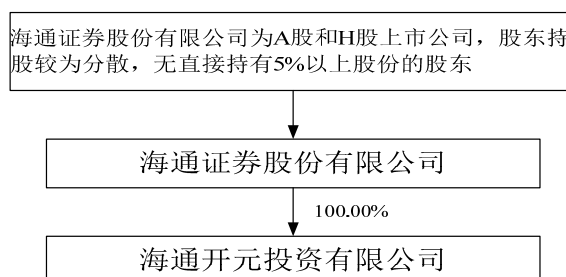 海通证券股份有限公司为A股和H股上市公司，股东持
股较为分散，无直接持有5%以上股份的股东
海通证券股份有限公司
100.00%
海通开元投资有限公司